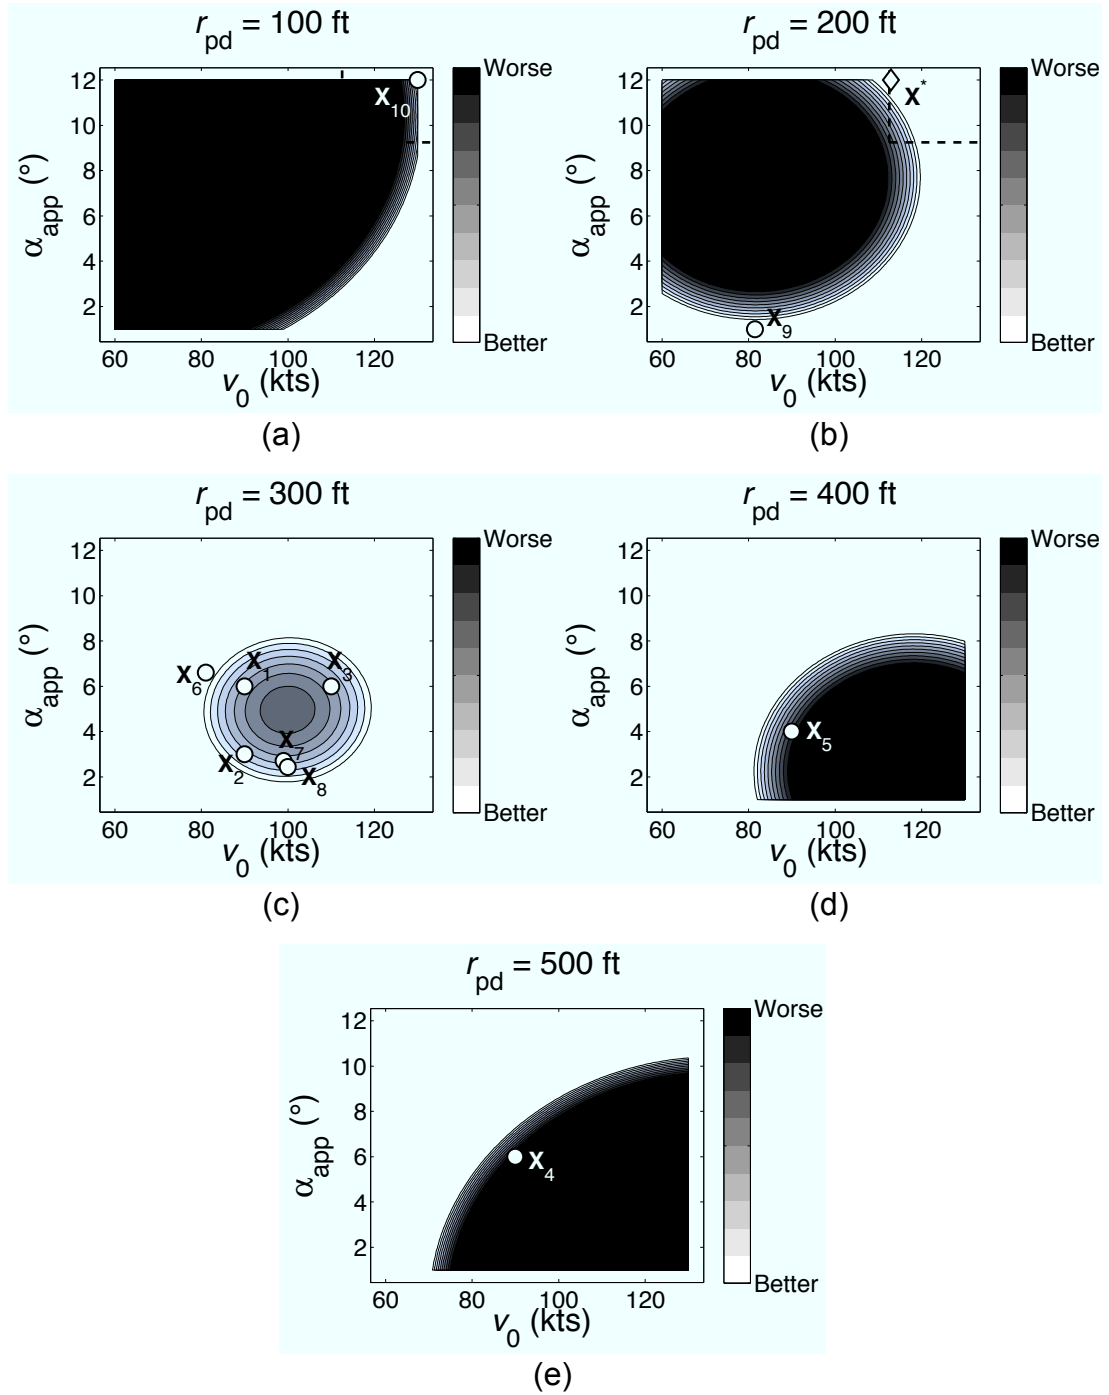 r_pd = 100 ft
r_pd = 200 ft
12
10
8
6
4
2
α_app (°)
60
80
100
120
v_0 (kts)
X_10
Worse
Better
(a)
12
10
8
6
4
2
α_app (°)
60
80
100
120
v_0 (kts)
X*
X_9
Worse
Better
(b)
r_pd = 300 ft
r_pd = 400 ft
12
10
8
6
4
2
α_app (°)
60
80
100
120
v_0 (kts)
X_6
X_1
X_3
X_2
X_7
X_8
Worse
Better
(c)
12
10
8
6
4
2
α_app (°)
60
80
100
120
v_0 (kts)
X_5
Worse
Better
(d)
r_pd = 500 ft
12
10
8
6
4
2
α_app (°)
60
80
100
120
v_0 (kts)
X_4
Worse
Better
(e)